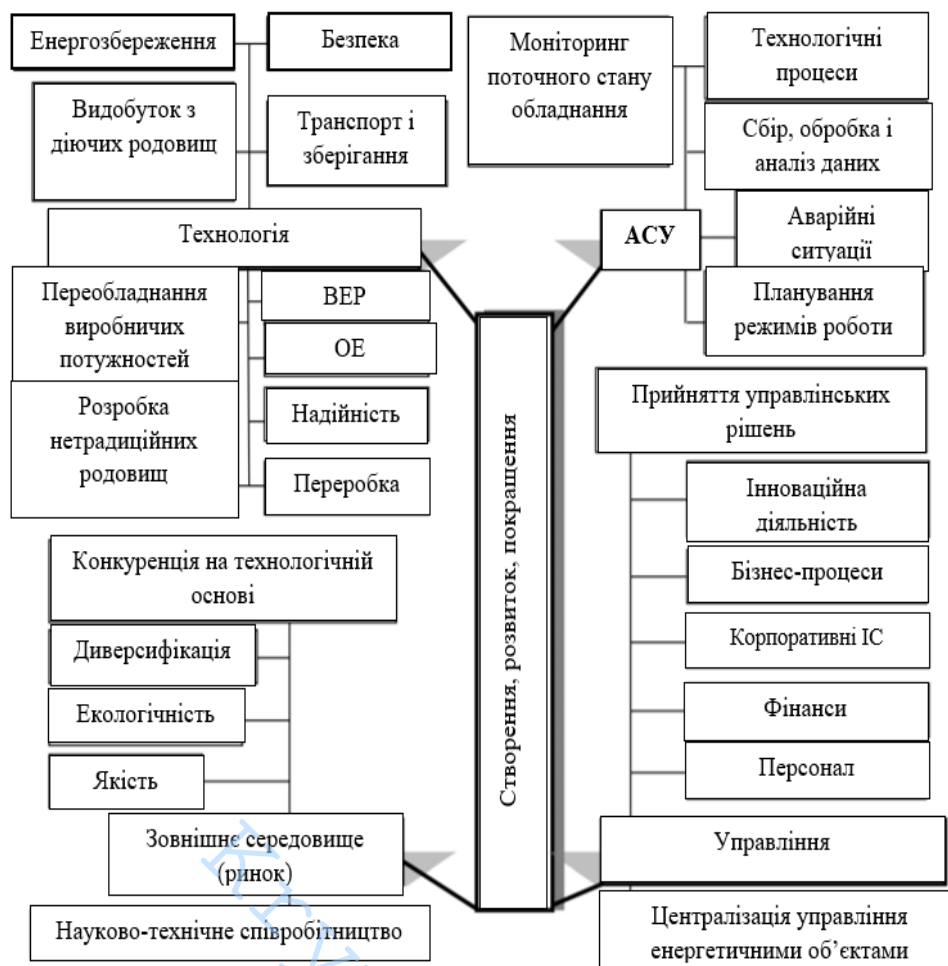 Енергозбереження
Безпека
Видобуток з
діючих родовищ
Транспорт і
зберігання
Технологія
Переобладнання
виробничих
потужностей
ВЕР
ОЕ
Розробка
нетрадиційних
родовищ
Надійність
Переробка
Моніторинг
поточного стану
обладнання
Технологічні
процеси
Сбір, обробка і
аналіз даних
АСУ
Аварійні
ситуації
Планування
режимів роботи
Створення, розвиток, покращення
Прийняття управлінських
рішень
Інноваційна
діяльність
Бізнес-процеси
Корпоративні ІС
Фінанси
Персонал
Управління
Централізація управління
енергетичними об’єктами
Конкуренція на технологічній
основі
Диверсифікація
Екологічність
Якість
Зовнішнє середовище
(ринок)
Науково-технічне співробітництво